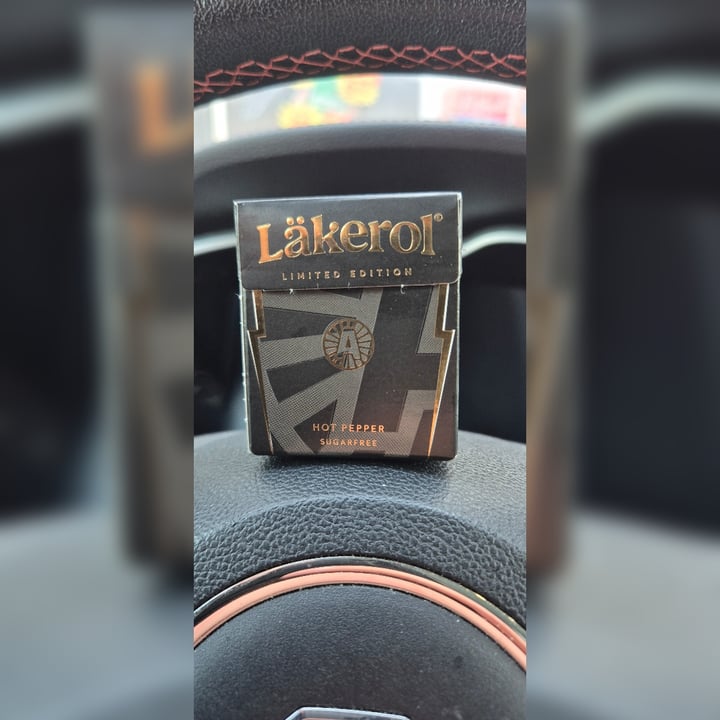 Läkerol®
LIMITED EDITION
A
HOT PEPPER
SUGARFREE